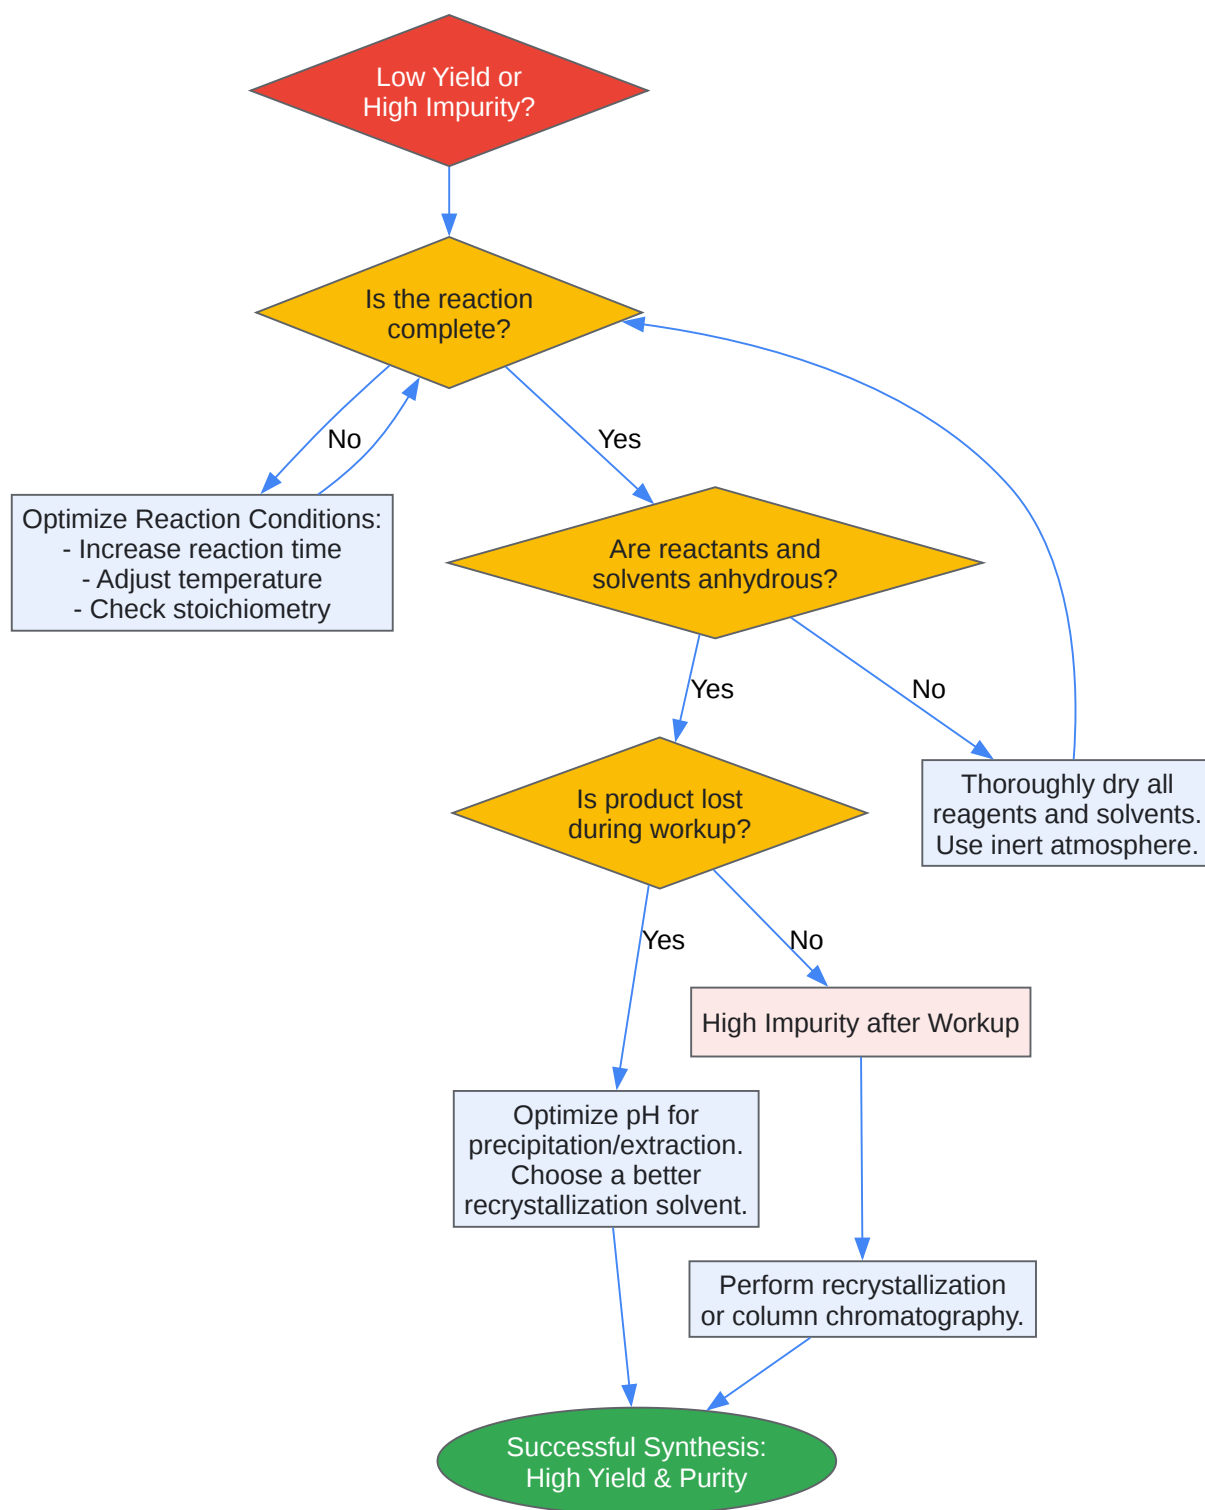 Low Yield or
High Impurity?
Is the reaction
complete?
No
Yes
Optimize Reaction Conditions:
- Increase reaction time
- Adjust temperature
- Check stoichiometry
Are reactants and
solvents anhydrous?
Yes
No
Is product lost
during workup?
Thoroughly dry all
reagents and solvents.
Use inert atmosphere.
Yes
No
High Impurity after Workup
Optimize pH for
precipitation/extraction.
Choose a better
recrystallization solvent.
Perform recrystallization
or column chromatography.
Successful Synthesis:
High Yield & Purity